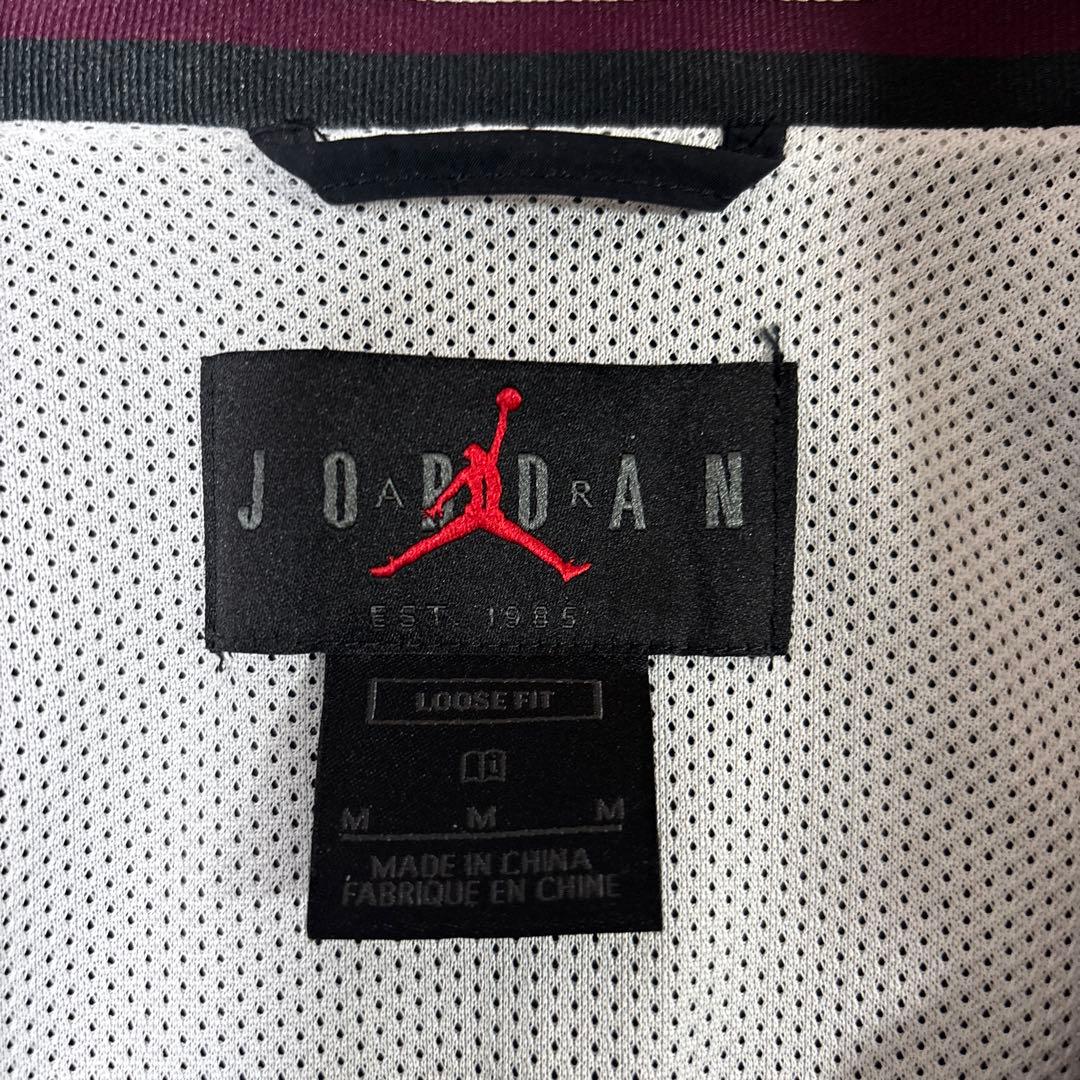 JORDAN
AIR
EST. 1985
LOOSE FIT
i
M M M
MADE IN CHINA
FABRIQUE EN CHINE